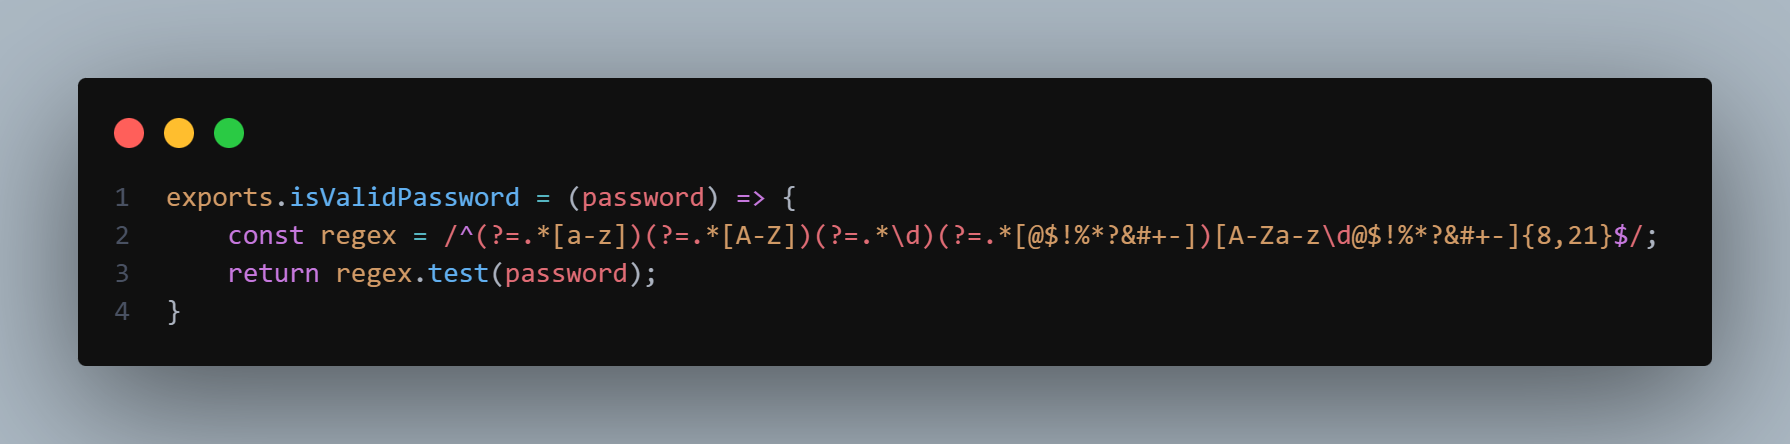 1 exports.isValidPassword = (password) => {
2     const regex = /^(?=.*[a-z])(?=.*[A-Z])(?=.*\d)(?=.*[@$!%*?&#+-])[A-Za-z\d@$!%*?&#+-]{8,21}$/;
3     return regex.test(password);
4 }